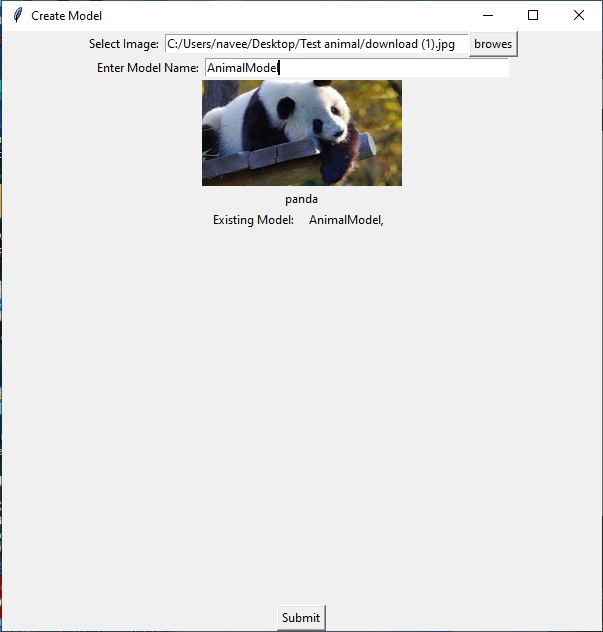 Create Model
Select Image: C:/Users/navee/Desktop/Test animal/download (1).jpg browes
Enter Model Name: AnimalModel
panda
Existing Model: AnimalModel,
Submit